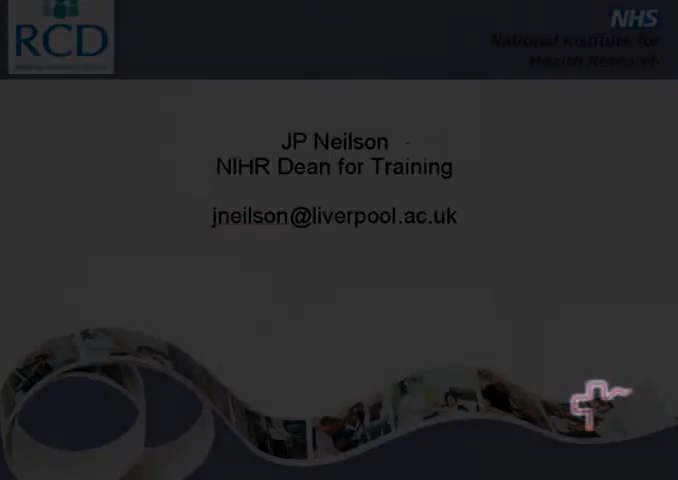 RCD
NHS
National Institute for
Health Research
JP Neilson
NIHR Dean for Training
jneilson@liverpool.ac.uk